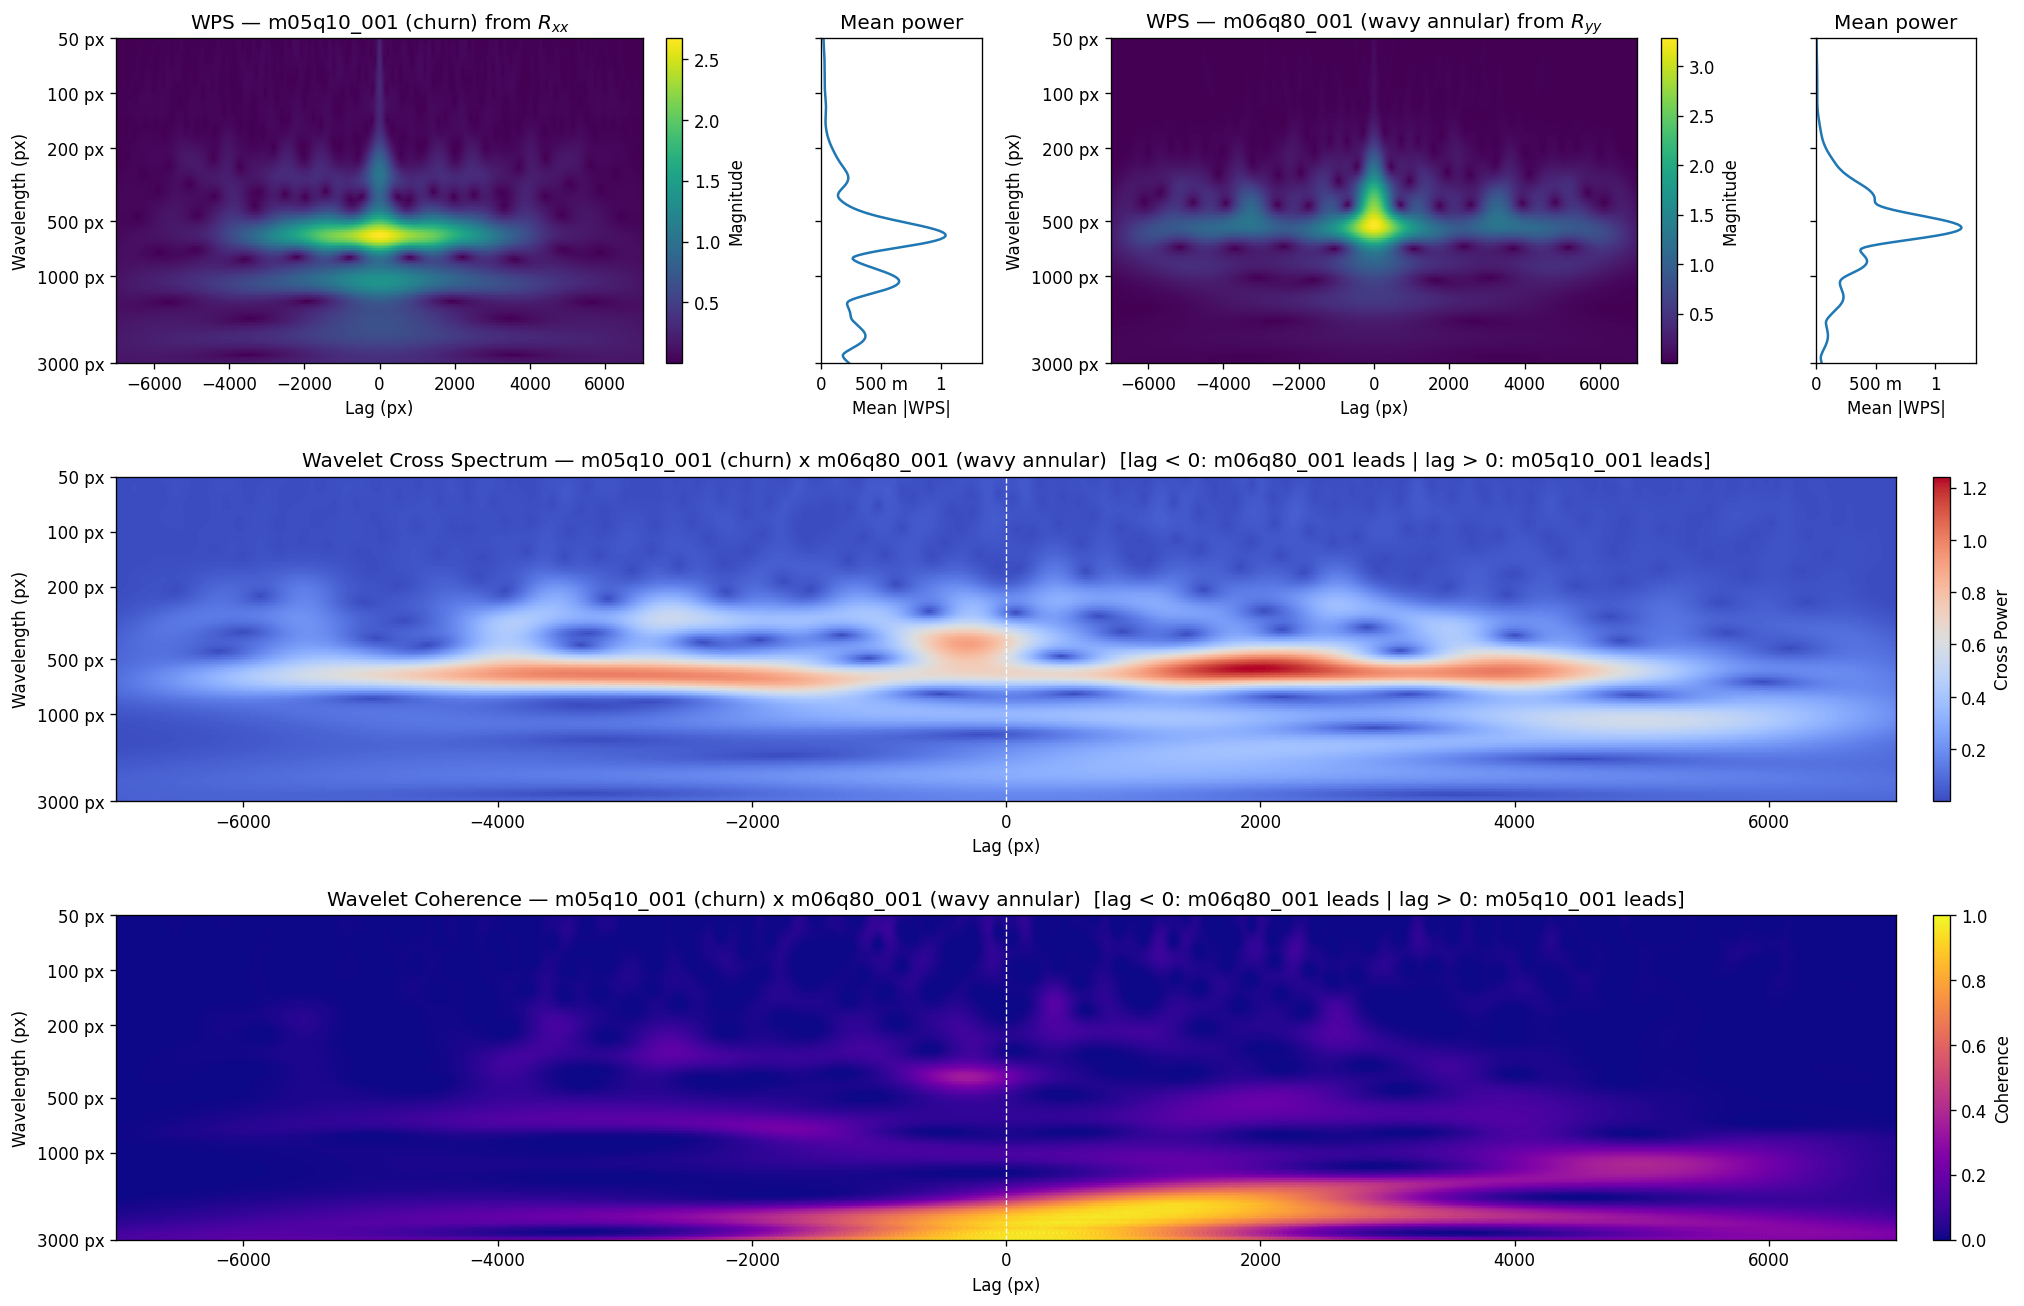 WPS — m05q10_001 (churn) from Rxx
Mean power
WPS — m06q80_001 (wavy annular) from Ryy
Mean power
Wavelength (px)
50 px
100 px
200 px
500 px
1000 px
3000 px
−6000 −4000 −2000 0 2000 4000 6000
Lag (px)
2.5
2.0
1.5
1.0
0.5
Magnitude
0 500 m 1
Mean |WPS|
Wavelength (px)
50 px
100 px
200 px
500 px
1000 px
3000 px
−6000 −4000 −2000 0 2000 4000 6000
Lag (px)
3.0
2.5
2.0
1.5
1.0
0.5
Magnitude
0 500 m 1
Mean |WPS|
Wavelet Cross Spectrum — m05q10_001 (churn) x m06q80_001 (wavy annular)  [lag < 0: m06q80_001 leads | lag > 0: m05q10_001 leads]
Wavelength (px)
50 px
100 px
200 px
500 px
1000 px
3000 px
−6000 −4000 −2000 0 2000 4000 6000
Lag (px)
1.2
1.0
0.8
0.6
0.4
0.2
Cross Power
Wavelet Coherence — m05q10_001 (churn) x m06q80_001 (wavy annular)  [lag < 0: m06q80_001 leads | lag > 0: m05q10_001 leads]
Wavelength (px)
50 px
100 px
200 px
500 px
1000 px
3000 px
−6000 −4000 −2000 0 2000 4000 6000
Lag (px)
1.0
0.8
0.6
0.4
0.2
0.0
Coherence